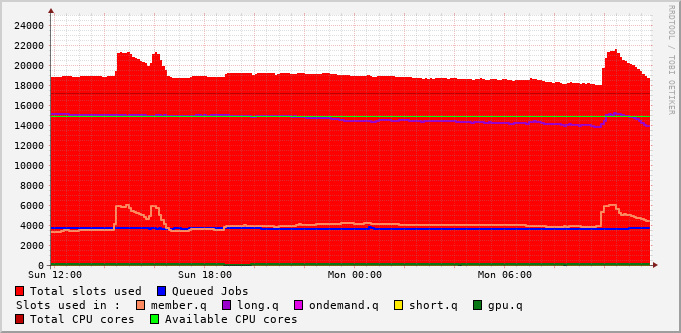 24000
22000
20000
18000
16000
14000
12000
10000
8000
6000
4000
2000
0
Sun 12:00 Sun 18:00 Mon 00:00 Mon 06:00
RRDTOOL / TOBI OETIKER
Total slots used Queued Jobs
Slots used in : member.q long.q ondemand.q short.q gpu.q
Total CPU cores Available CPU cores